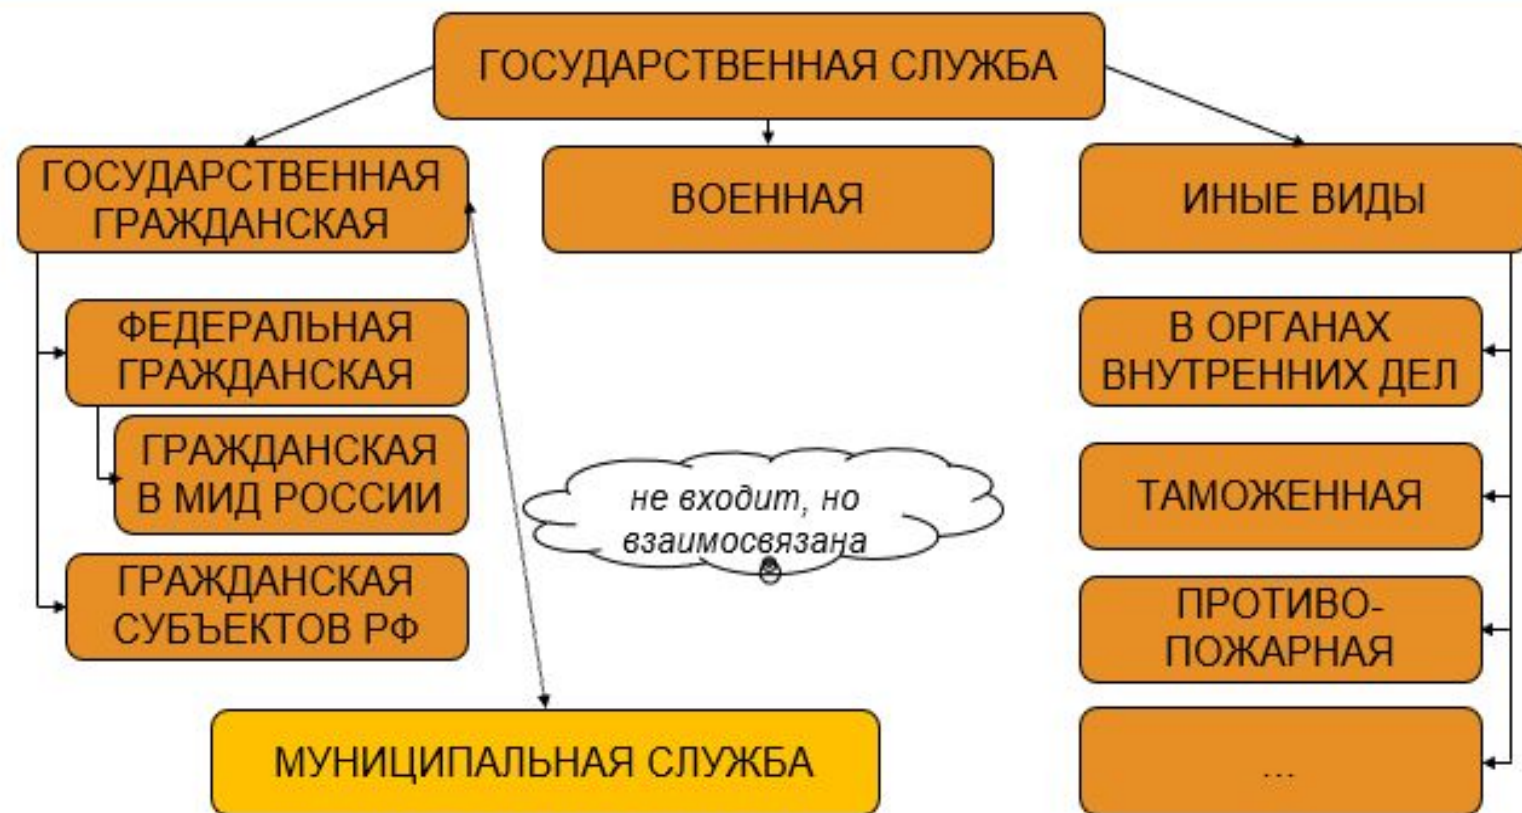 ГОСУДАРСТВЕННАЯ СЛУЖБА
ГОСУДАРСТВЕННАЯ
ГРАЖДАНСКАЯ
ВОЕННАЯ
ИНЫЕ ВИДЫ
ФЕДЕРАЛЬНАЯ
ГРАЖДАНСКАЯ
ГРАЖДАНСКАЯ
В МИД РОССИИ
ГРАЖДАНСКАЯ
СУБЪЕКТОВ РФ
не входит, но
взаимосвязана
В ОРГАНАХ
ВНУТРЕННИХ ДЕЛ
ТАМОЖЕННАЯ
ПРОТИВО-
ПОЖАРНАЯ
...
МУНИЦИПАЛЬНАЯ СЛУЖБА